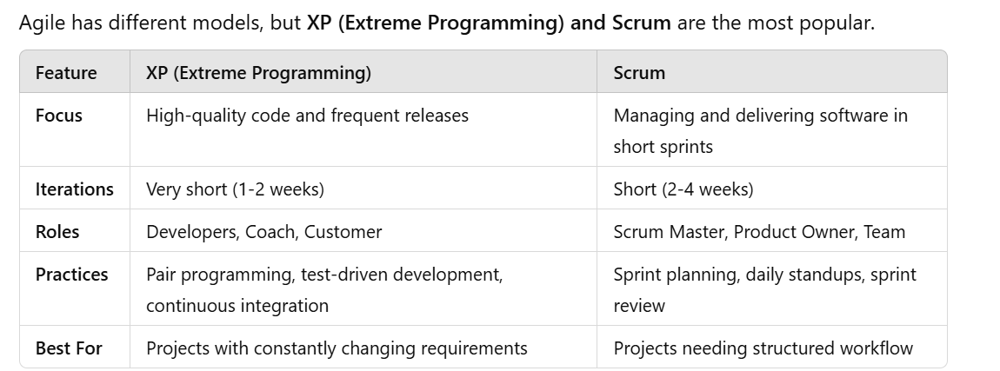 Agile has different models, but XP (Extreme Programming) and Scrum are the most popular.
Feature XP (Extreme Programming) Scrum
Focus High-quality code and frequent releases Managing and delivering software in
short sprints
Iterations Very short (1-2 weeks) Short (2-4 weeks)
Roles Developers, Coach, Customer Scrum Master, Product Owner, Team
Practices Pair programming, test-driven development, Sprint planning, daily standups, sprint
continuous integration review
Best For Projects with constantly changing requirements Projects needing structured workflow